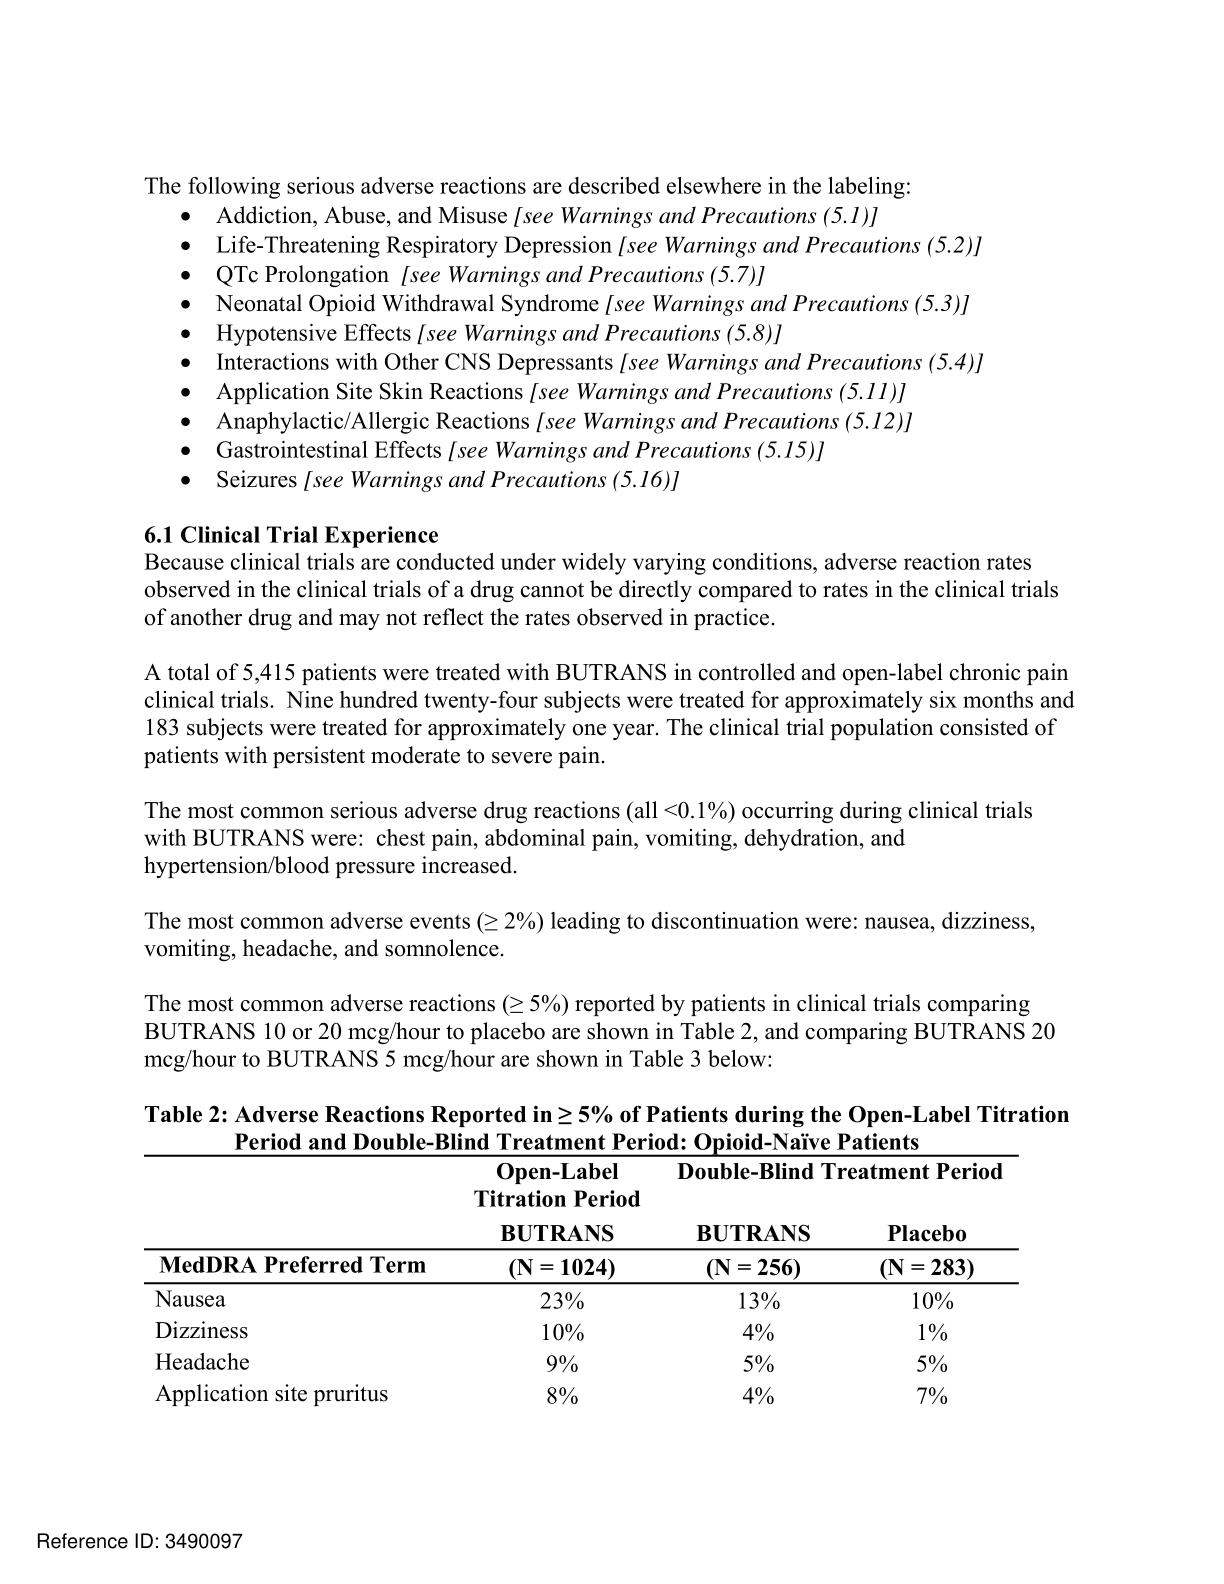 The following serious adverse reactions are described elsewhere in the labeling:
• Addiction, Abuse, and Misuse [see Warnings and Precautions (5.1)]
• Life-Threatening Respiratory Depression [see Warnings and Precautions (5.2)]
• QTc Prolongation [see Warnings and Precautions (5.7)]
• Neonatal Opioid Withdrawal Syndrome [see Warnings and Precautions (5.3)]
• Hypotensive Effects [see Warnings and Precautions (5.8)]
• Interactions with Other CNS Depressants [see Warnings and Precautions (5.4)]
• Application Site Skin Reactions [see Warnings and Precautions (5.11)]
• Anaphylactic/Allergic Reactions [see Warnings and Precautions (5.12)]
• Gastrointestinal Effects [see Warnings and Precautions (5.15)]
• Seizures [see Warnings and Precautions (5.16)]
6.1 Clinical Trial Experience
Because clinical trials are conducted under widely varying conditions, adverse reaction rates
observed in the clinical trials of a drug cannot be directly compared to rates in the clinical trials
of another drug and may not reflect the rates observed in practice.
A total of 5,415 patients were treated with BUTRANS in controlled and open-label chronic pain
clinical trials. Nine hundred twenty-four subjects were treated for approximately six months and
183 subjects were treated for approximately one year. The clinical trial population consisted of
patients with persistent moderate to severe pain.
The most common serious adverse drug reactions (all <0.1%) occurring during clinical trials
with BUTRANS were: chest pain, abdominal pain, vomiting, dehydration, and
hypertension/blood pressure increased.
The most common adverse events (≥ 2%) leading to discontinuation were: nausea, dizziness,
vomiting, headache, and somnolence.
The most common adverse reactions (≥ 5%) reported by patients in clinical trials comparing
BUTRANS 10 or 20 mcg/hour to placebo are shown in Table 2, and comparing BUTRANS 20
mcg/hour to BUTRANS 5 mcg/hour are shown in Table 3 below:
Table 2: Adverse Reactions Reported in ≥ 5% of Patients during the Open-Label Titration
Period and Double-Blind Treatment Period: Opioid-Naïve Patients
Open-Label Double-Blind Treatment Period
Titration Period
BUTRANS BUTRANS Placebo
MedDRA Preferred Term (N = 1024) (N = 256) (N = 283)
Nausea 23% 13% 10%
Dizziness 10% 4% 1%
Headache 9% 5% 5%
Application site pruritus 8% 4% 7%
Reference ID: 3490097